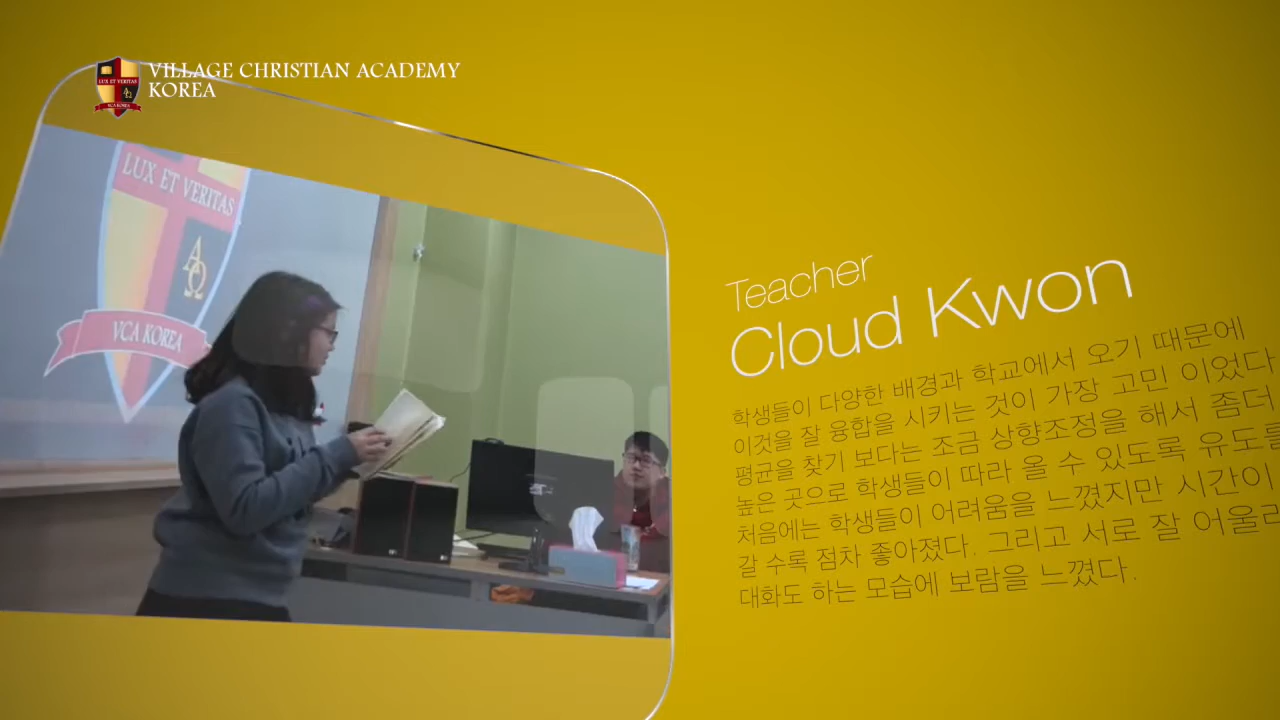 VILLAGE CHRISTIAN ACADEMY
KOREA
LUX ET VERITAS
ΑΩ
VCA KOREA
LUX ET VERITAS
ΑΩ
VCA KOREA
Teacher
Cloud Kwon
학생들이 다양한 배경과 학교에서 오기 때문에
이것을 잘 융합을 시키는 것이 가장 고민 이었다
평균을 찾기 보다는 조금 상향조정을 해서 좀더
높은 곳으로 학생들이 따라 올 수 있도록 유도를
처음에는 학생들이 어려움을 느꼈지만 시간이
갈 수록 점차 좋아졌다. 그리고 서로 잘 어울리
대화도 하는 모습에 보람을 느꼈다.